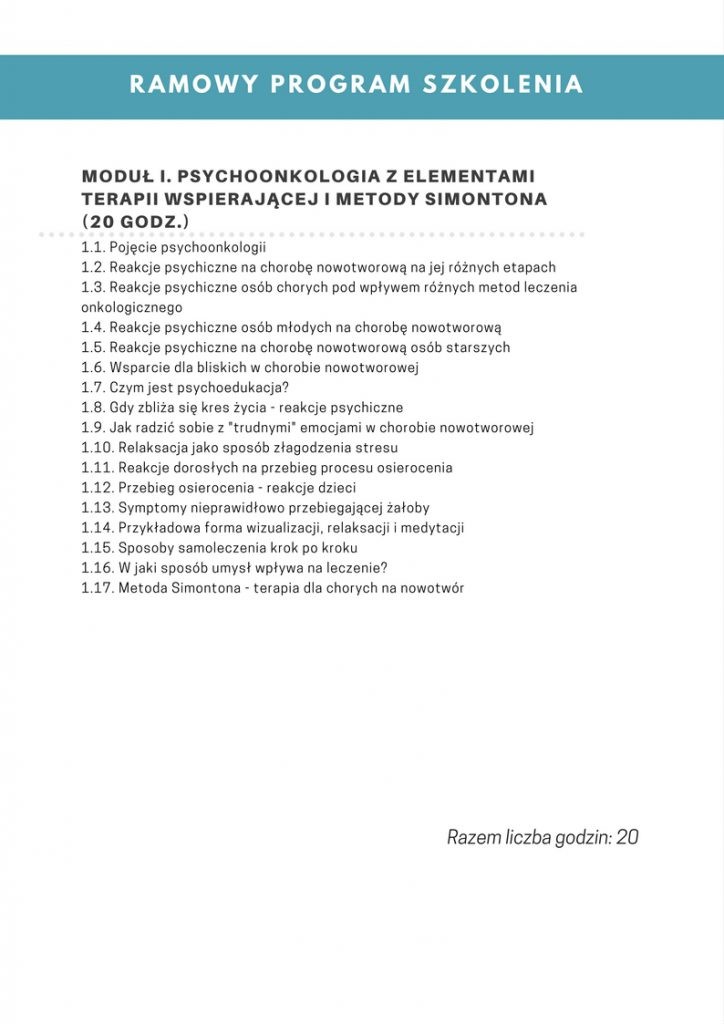 RAMOWY PROGRAM SZKOLENIA
MODUŁ I. PSYCHOONKOLOGIA Z ELEMENTAMI
TERAPII WSPIERAJĄCEJ I METODY SIMONTONA
(20 GODZ.)
1.1. Pojęcie psychoonkologii
1.2. Reakcje psychiczne na chorobę nowotworową na jej różnych etapach
1.3. Reakcje psychiczne osób chorych pod wpływem różnych metod leczenia
onkologicznego
1.4. Reakcje psychiczne osób młodych na chorobę nowotworową
1.5. Reakcje psychiczne na chorobę nowotworową osób starszych
1.6. Wsparcie dla bliskich w chorobie nowotworowej
1.7. Czym jest psychoedukacja?
1.8. Gdy zbliża się kres życia - reakcje psychiczne
1.9. Jak radzić sobie z "trudnymi" emocjami w chorobie nowotworowej
1.10. Relaksacja jako sposób złagodzenia stresu
1.11. Reakcje dorosłych na przebieg procesu osierocenia
1.12. Przebieg osierocenia - reakcje dzieci
1.13. Symptomy nieprawidłowo przebiegającej żałoby
1.14. Przykładowa forma wizualizacji, relaksacji i medytacji
1.15. Sposoby samoleczenia krok po kroku
1.16. W jaki sposób umysł wpływa na leczenie?
1.17. Metoda Simontona - terapia dla chorych na nowotwór
Razem liczba godzin: 20